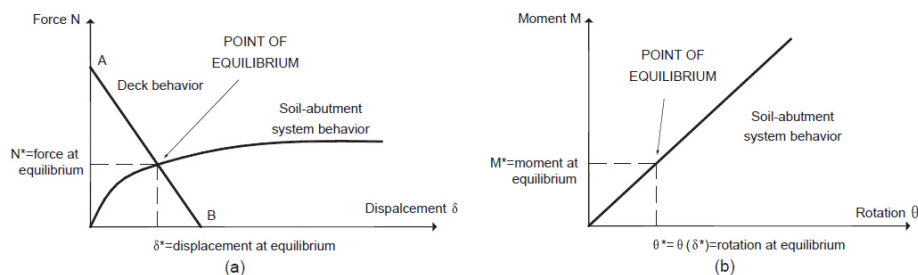 Force N
A
POINT OF
EQUILIBRIUM
Deck behavior
Soil-abutment
system behavior
N*=force at
equilibrium
B
Dispalcement δ
δ*=displacement at equilibrium
(a)
Moment M
POINT OF
EQUILIBRIUM
Soil-abutment
system behavior
M*=moment at
equilibrium
Rotation θ
θ*= θ (δ*)=rotation at equilibrium
(b)